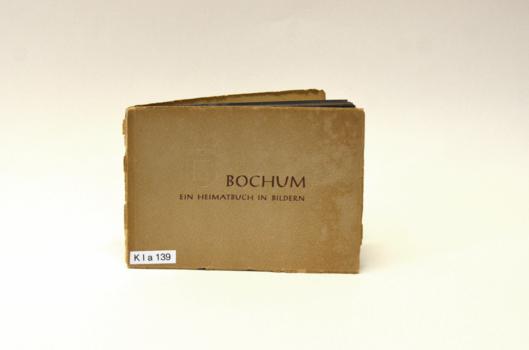 BOCHUM
EIN HEIMATBUCH IN BILDERN
K I a 139